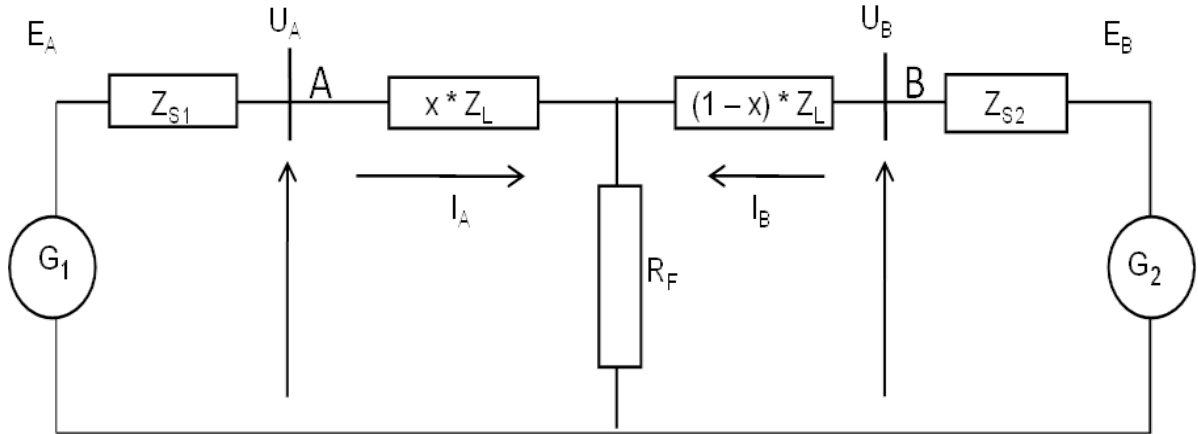 E_A
U_A
U_B
E_B
Z_S1
A
x * Z_L
(1 – x) * Z_L
B
Z_S2
I_A
I_B
G_1
R_F
G_2